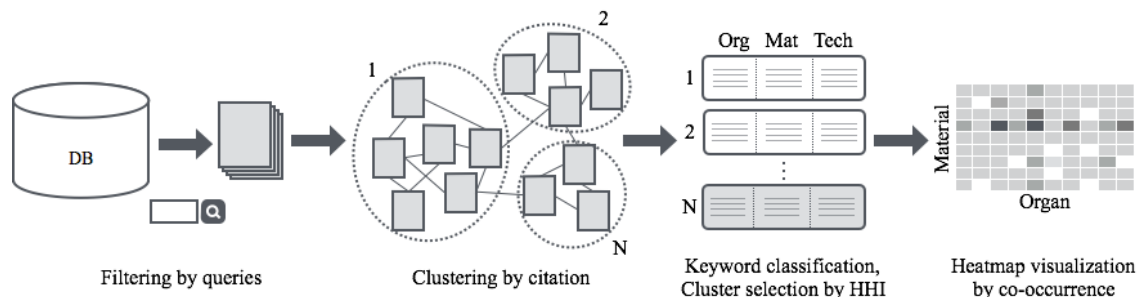 DB
Filtering by queries
1
2
N
Clustering by citation
Org Mat Tech
1
2
⋮
N
Keyword classification,
Cluster selection by HHI
Material
Organ
Heatmap visualization
by co-occurrence